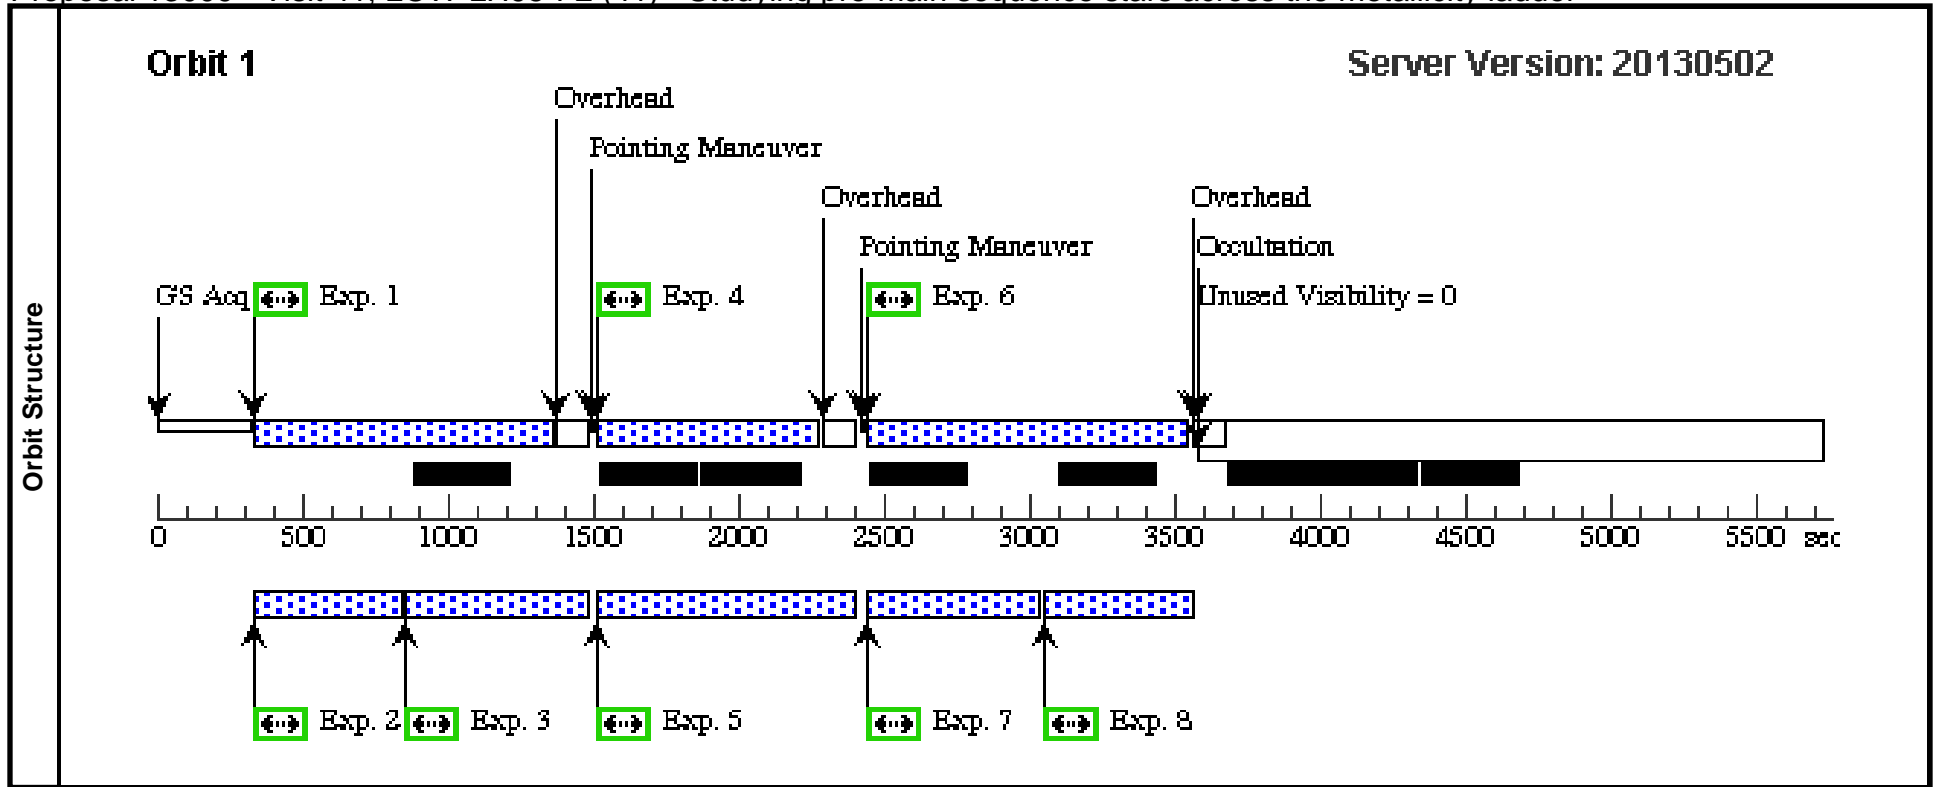 Orbit Structure
Orbit 1
Server Version: 20130502
Overhead
Pointing Maneuver
Overhead
Overhead
Pointing Maneuver
Occultation
GS Acq
Exp. 1
Exp. 4
Exp. 6
Unused Visibility = 0
0 500 1000 1500 2000 2500 3000 3500 4000 4500 5000 5500 sec
Exp. 2
Exp. 3
Exp. 5
Exp. 7
Exp. 8